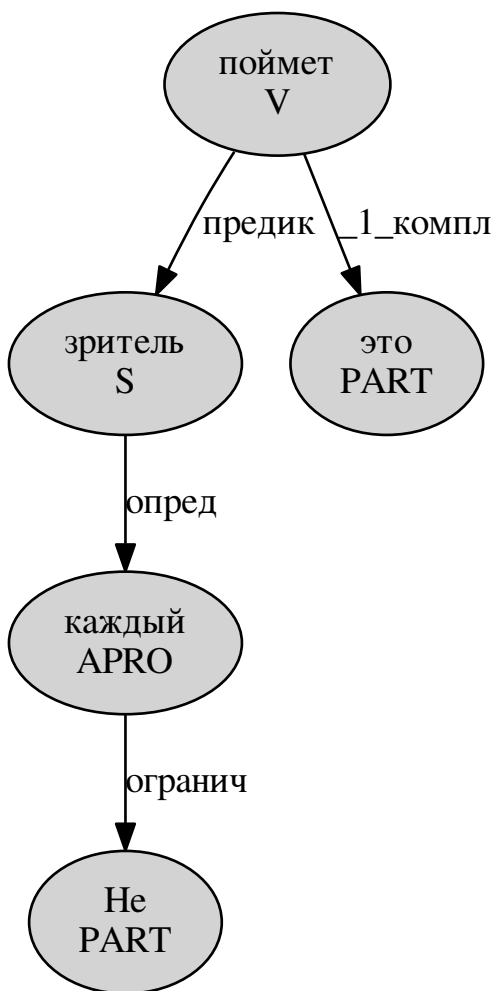 поймет
V
предик
_1_компл
зритель
S
это
PART
опред
каждый
APRO
огранич
Не
PART